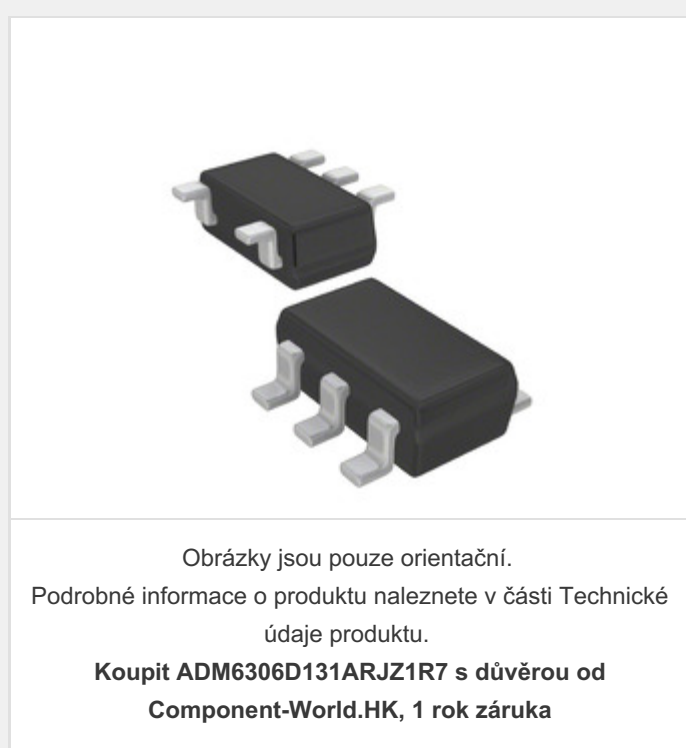 Obrázky jsou pouze orientační.
Podrobné informace o produktu naleznete v části Technické
údaje produktu.
Koupit ADM6306D131ARJZ1R7 s důvěrou od
Component-World.HK, 1 rok záruka